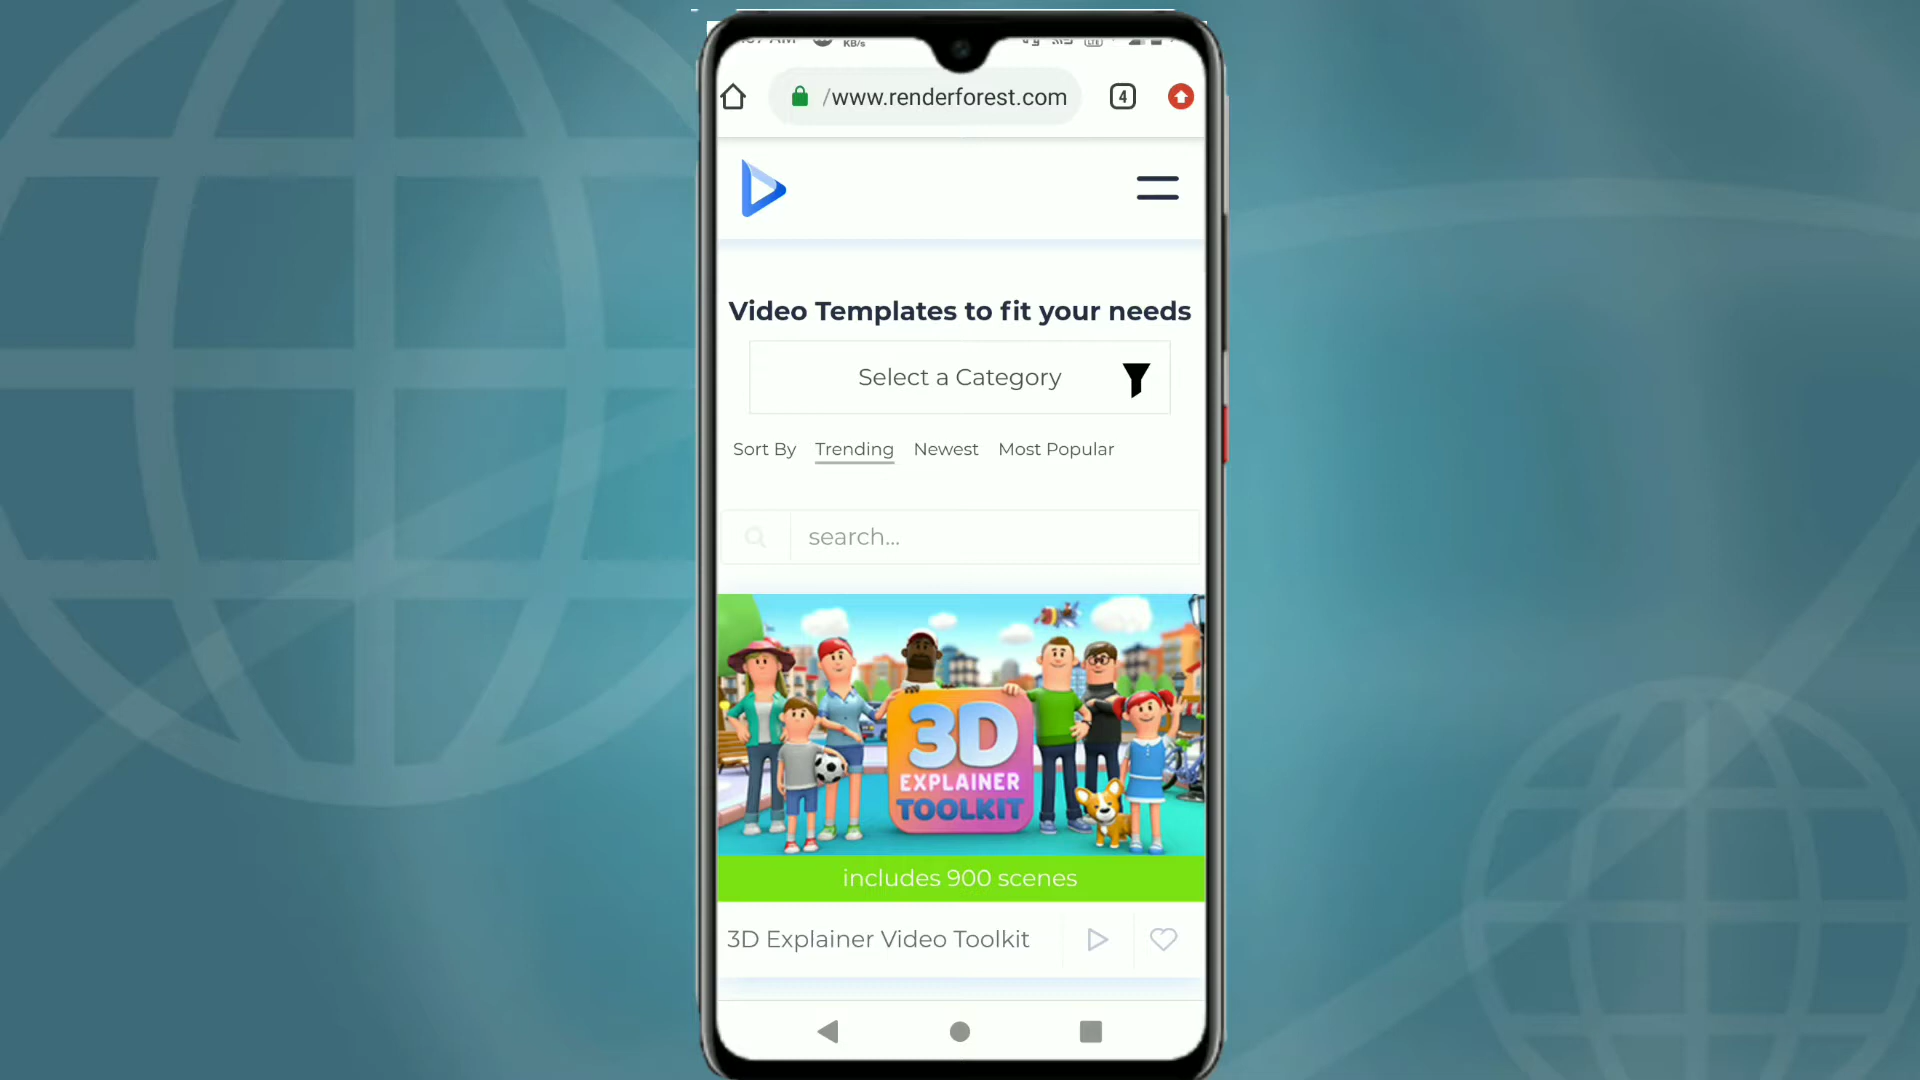 KB/s
/www.renderforest.com
4
Video Templates to fit your needs
Select a Category
Sort By Trending Newest Most Popular
search...
3D
EXPLAINER
TOOLKIT
includes 900 scenes
3D Explainer Video Toolkit